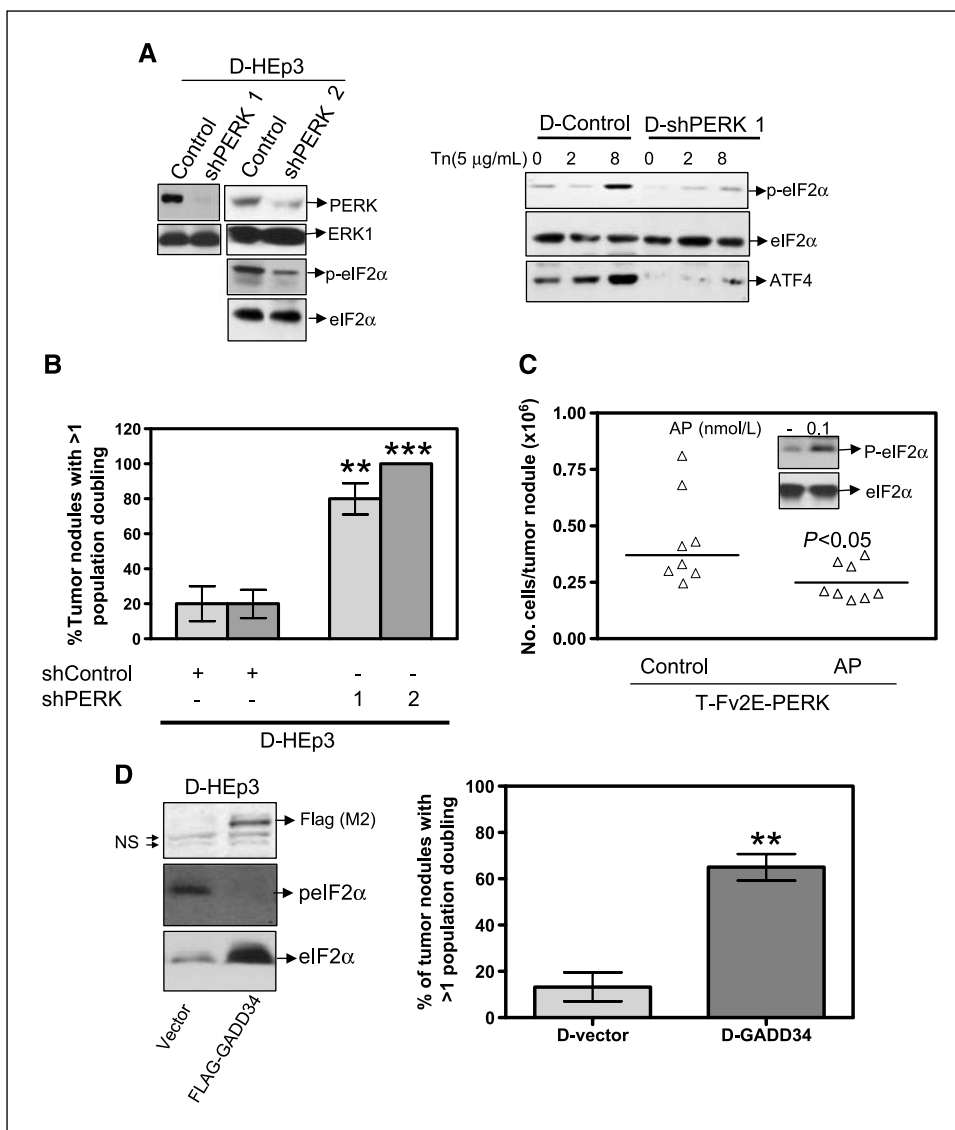 A
D-HEp3
Control
shPERK 1
Control
shPERK 2
PERK
ERK1
p-eIF2α
eIF2α
D-Control D-shPERK 1
Tn(5 μg/mL) 0 2 8 0 2 8
p-eIF2α
eIF2α
ATF4
B
%Tumor nodules with >1
population doubling
120
100
80
60
40
20
0
**
***
shControl + + - -
shPERK - - 1 2
D-HEp3
C
No. cells/tumor nodule (x10⁶)
1.00
0.75
0.50
0.25
0.00
AP (nmol/L) - 0.1
P-eIF2α
eIF2α
P<0.05
Control AP
T-Fv2E-PERK
D
D-HEp3
NS
Flag (M2)
peIF2α
eIF2α
Vector
FLAG-GADD34
% of tumor nodules with
>1 population doubling
100
80
60
40
20
0
**
D-vector D-GADD34